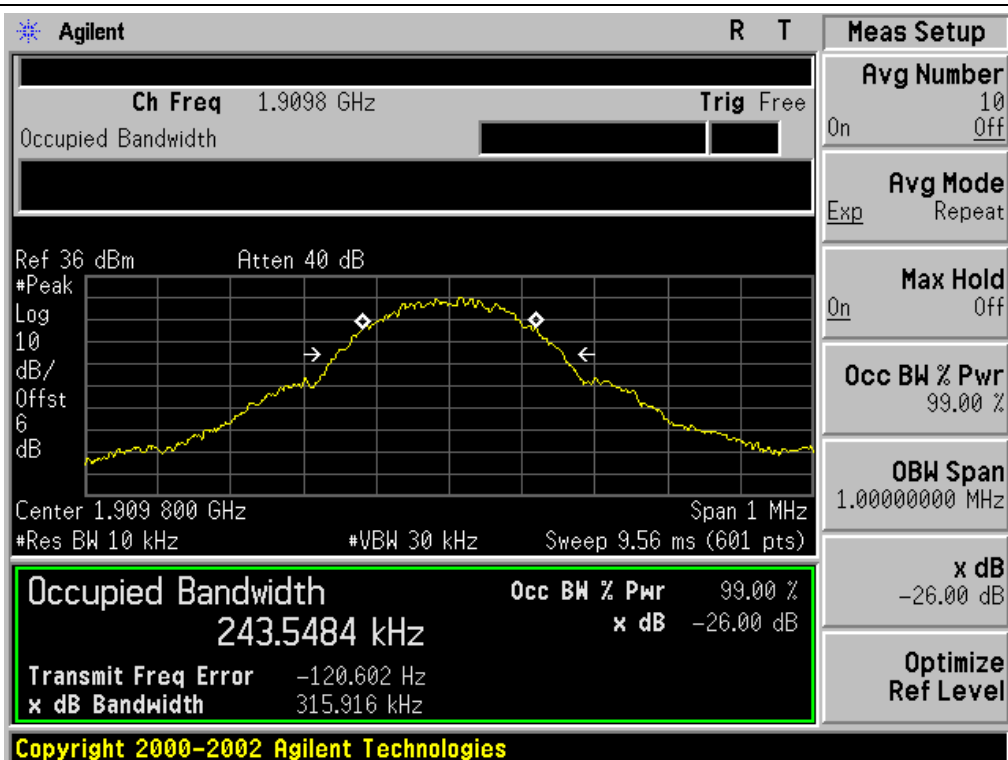 Agilent R T
Ch Freq 1.9098 GHz Trig Free
Occupied Bandwidth
Ref 36 dBm Atten 40 dB
#Peak
Log
10
dB/
Offst
6
dB
Center 1.909 800 GHz Span 1 MHz
#Res BW 10 kHz #VBW 30 kHz Sweep 9.56 ms (601 pts)
Occupied Bandwidth
243.5484 kHz
Occ BW % Pwr 99.00 %
x dB -26.00 dB
Transmit Freq Error -120.602 Hz
x dB Bandwidth 315.916 kHz
Copyright 2000-2002 Agilent Technologies
Meas Setup
Avg Number
10
On Off
Avg Mode
Exp Repeat
Max Hold
On Off
Occ BW % Pwr
99.00 %
OBW Span
1.00000000 MHz
x dB
-26.00 dB
Optimize
Ref Level